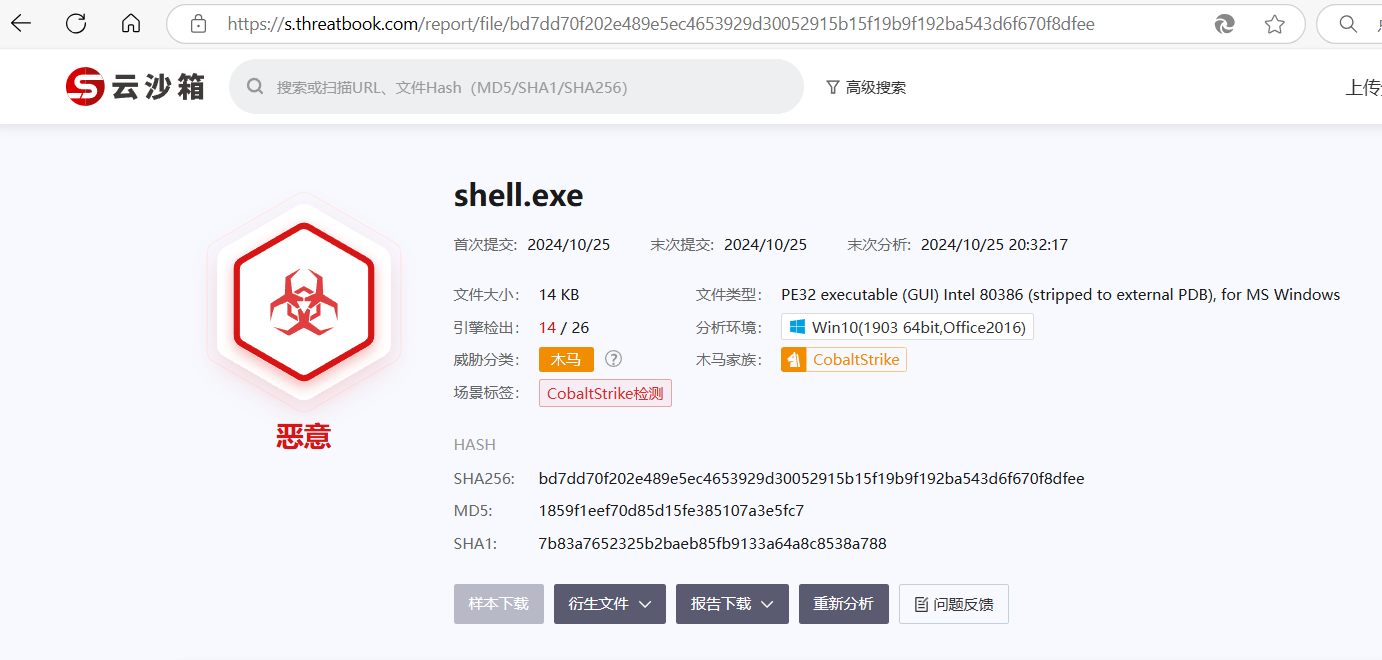 https://s.threatbook.com/report/file/bd7dd70f202e489e5ec4653929d30052915b15f19b9f192ba543d6f670f8dfee
云沙箱 搜索或扫描URL、文件Hash（MD5/SHA1/SHA256） 高级搜索 上传
shell.exe
首次提交: 2024/10/25 末次提交: 2024/10/25 末次分析: 2024/10/25 20:32:17
文件大小: 14 KB 文件类型: PE32 executable (GUI) Intel 80386 (stripped to external PDB), for MS Windows
引擎检出: 14 / 26 分析环境: Win10(1903 64bit,Office2016)
威胁分类: 木马 ? 木马家族: CobaltStrike
场景标签: CobaltStrike检测
恶意
HASH
SHA256: bd7dd70f202e489e5ec4653929d30052915b15f19b9f192ba543d6f670f8dfee
MD5: 1859f1eef70d85d15fe385107a3e5fc7
SHA1: 7b83a7652325b2baeb85fb9133a64a8c8538a788
样本下载 衍生文件 报告下载 重新分析 问题反馈